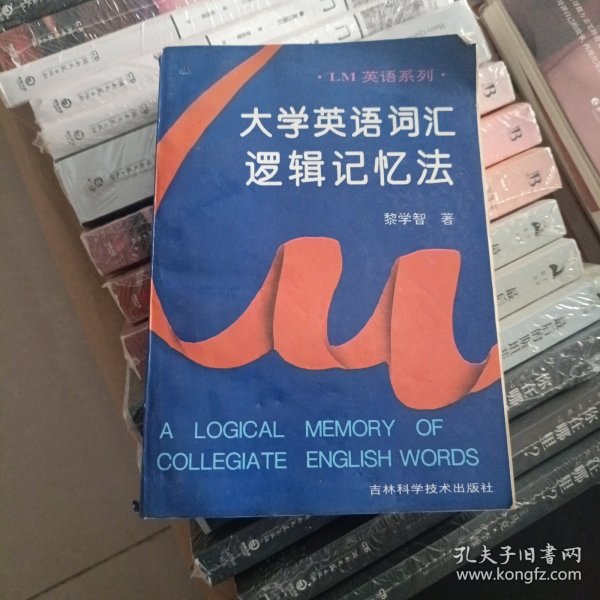 ·LM 英语系列·
大学英语词汇
逻辑记忆法
黎学智 著
A LOGICAL MEMORY OF
COLLEGIATE ENGLISH WORDS
吉林科学技术出版社
孔夫子旧书网
www.kongfz.com